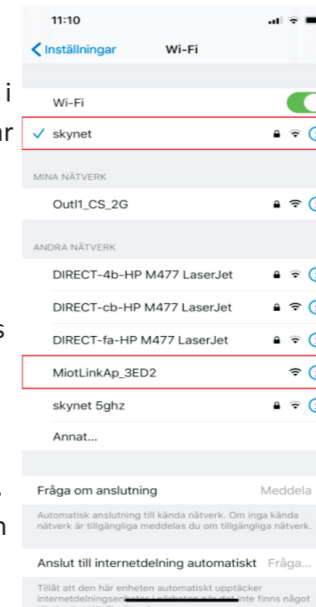 11:10
Inställningar Wi-Fi
Wi-Fi
skynet
MINA NÄTVERK
Outl1_CS_2G
ANDRA NÄTVERK
DIRECT-4b-HP M477 LaserJet
DIRECT-cb-HP M477 LaserJet
DIRECT-fa-HP M477 LaserJet
MiotLinkAp_3ED2
skynet 5ghz
Annat...
Fråga om anslutning Meddela
Automatisk anslutning till kända nätverk. Om inga kända
nätverk är tillgängliga meddelas du om tillgängliga nätverk.
Anslut till internetdelning automatiskt Fråga...
Tillåt att den här enheten automatiskt upptäcker
inte finns något